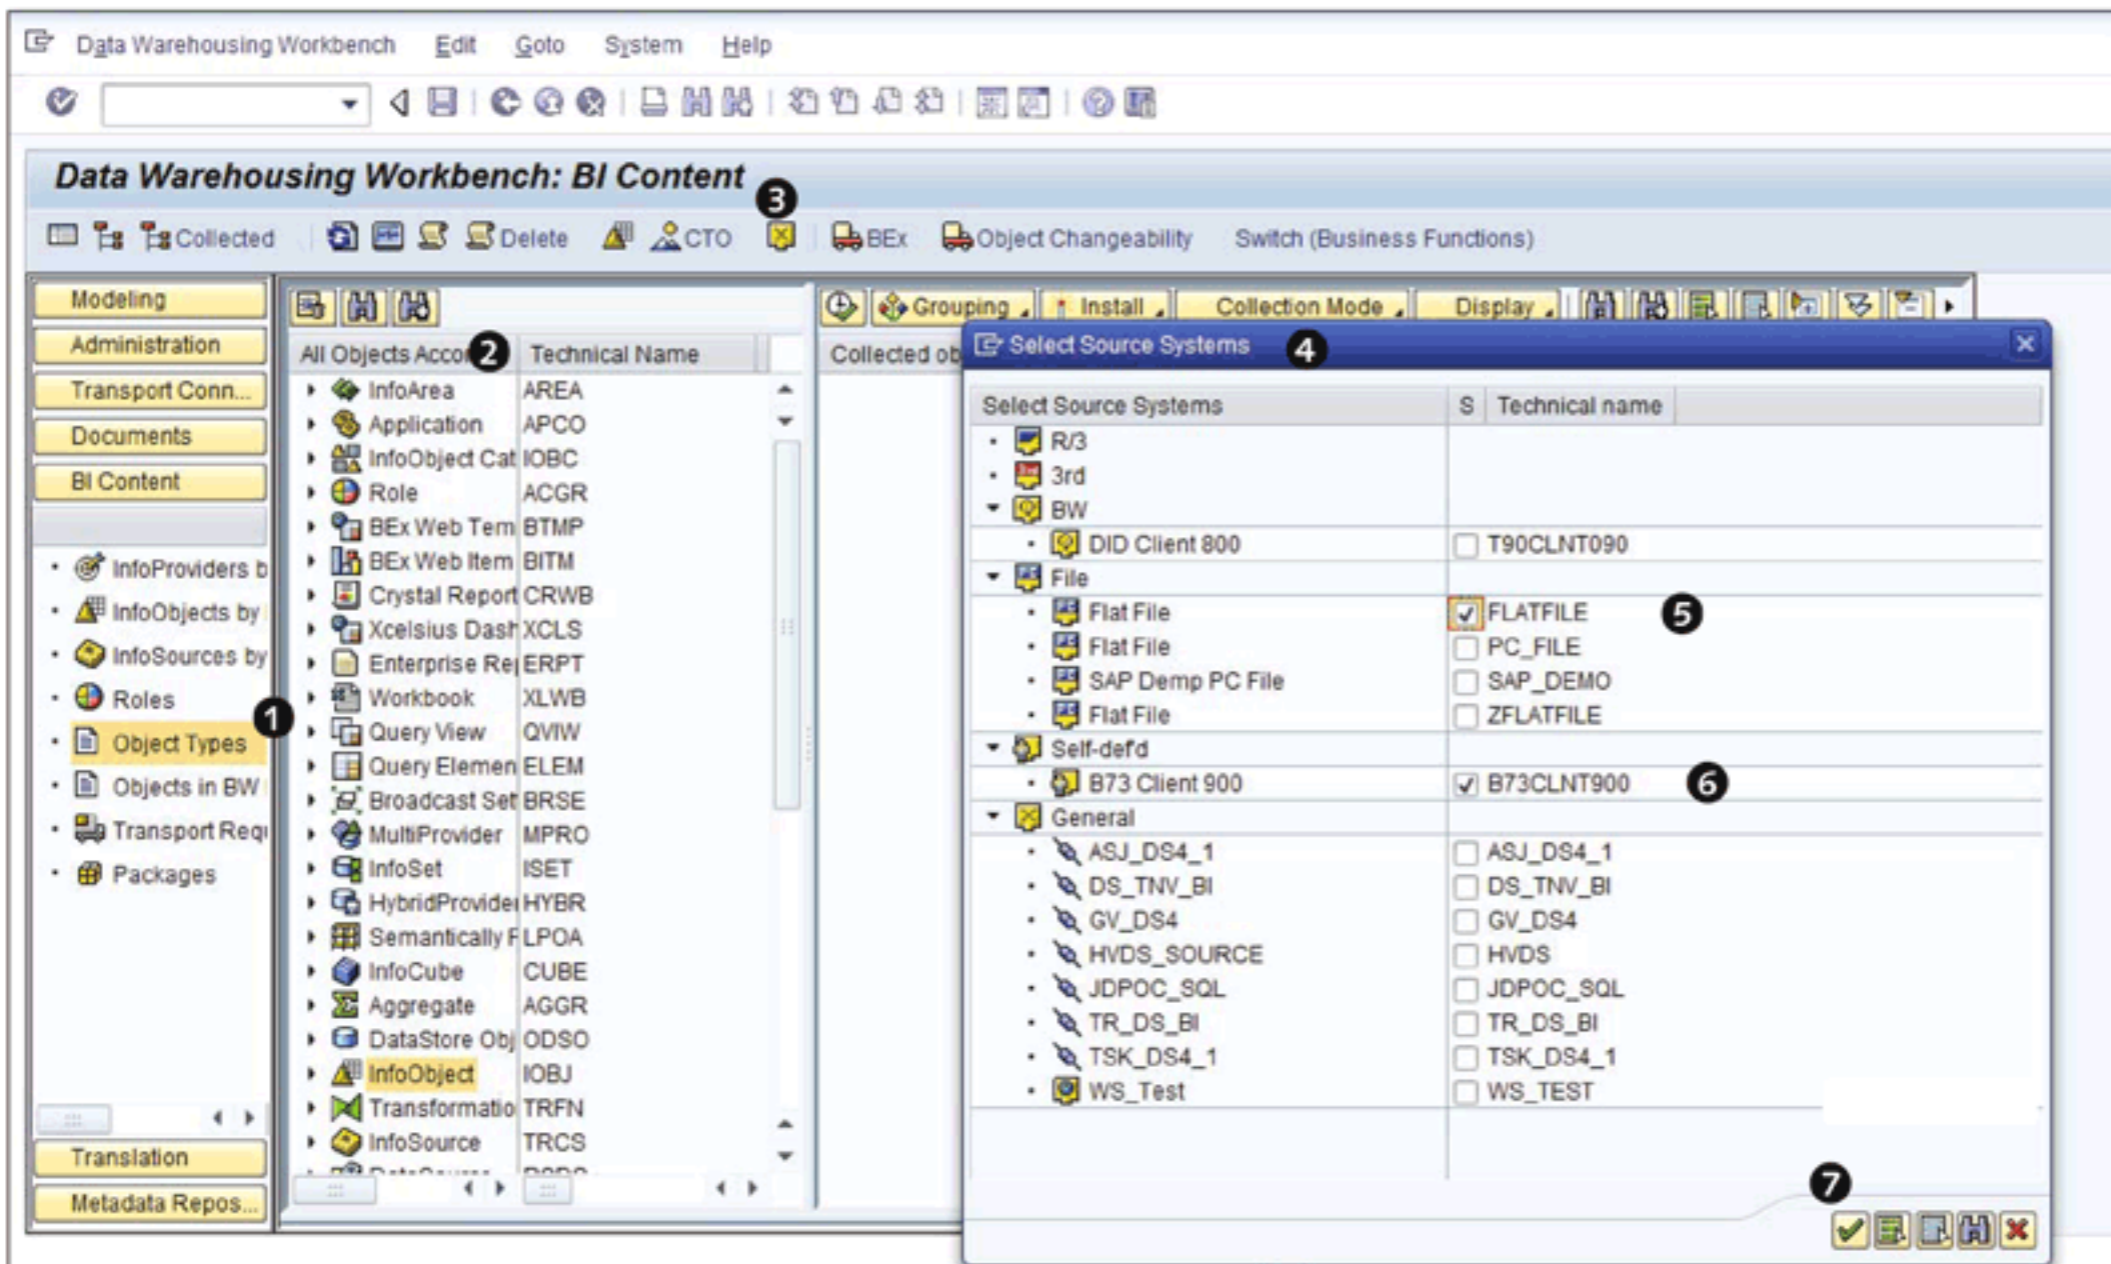 Data Warehousing Workbench Edit Goto System Help
Data Warehousing Workbench: BI Content
3
Collected Delete CTO BEx Object Changeability Switch (Business Functions)
Modeling
Administration
Transport Conn...
Documents
BI Content
InfoProviders b
InfoObjects by
InfoSources by
Roles
1
Object Types
Objects in BW
Transport Requ
Packages
Translation
Metadata Repos...
All Objects Accor 2 Technical Name
InfoArea AREA
Application APCO
InfoObject Cat IOBC
Role ACGR
BEx Web Tem BTMP
BEx Web Item BITM
Crystal Report CRWB
Xcelsius Dash XCLS
Enterprise Rep ERPT
Workbook XLWB
Query View QVIW
Query Elemen ELEM
Broadcast Set BRSE
MultiProvider MPRO
InfoSet ISET
HybridProvider HYBR
Semantically P LPOA
InfoCube CUBE
Aggregate AGGR
DataStore Obj ODSO
InfoObject IOBJ
Transformatio TRFN
InfoSource TRCS
Grouping Install Collection Mode Display
Collected ob
Select Source Systems 4
Select Source Systems S Technical name
R/3
3rd
BW
DID Client 800 T90CLNT090
File
Flat File FLATFILE 5
Flat File PC_FILE
SAP Demp PC File SAP_DEMO
Flat File ZFLATFILE
Self-def'd
B73 Client 900 B73CLNT900 6
General
ASJ_DS4_1 ASJ_DS4_1
DS_TNV_BI DS_TNV_BI
GV_DS4 GV_DS4
HVDS_SOURCE HVDS
JDPOC_SQL JDPOC_SQL
TR_DS_BI TR_DS_BI
TSK_DS4_1 TSK_DS4_1
WS_Test WS_TEST
7